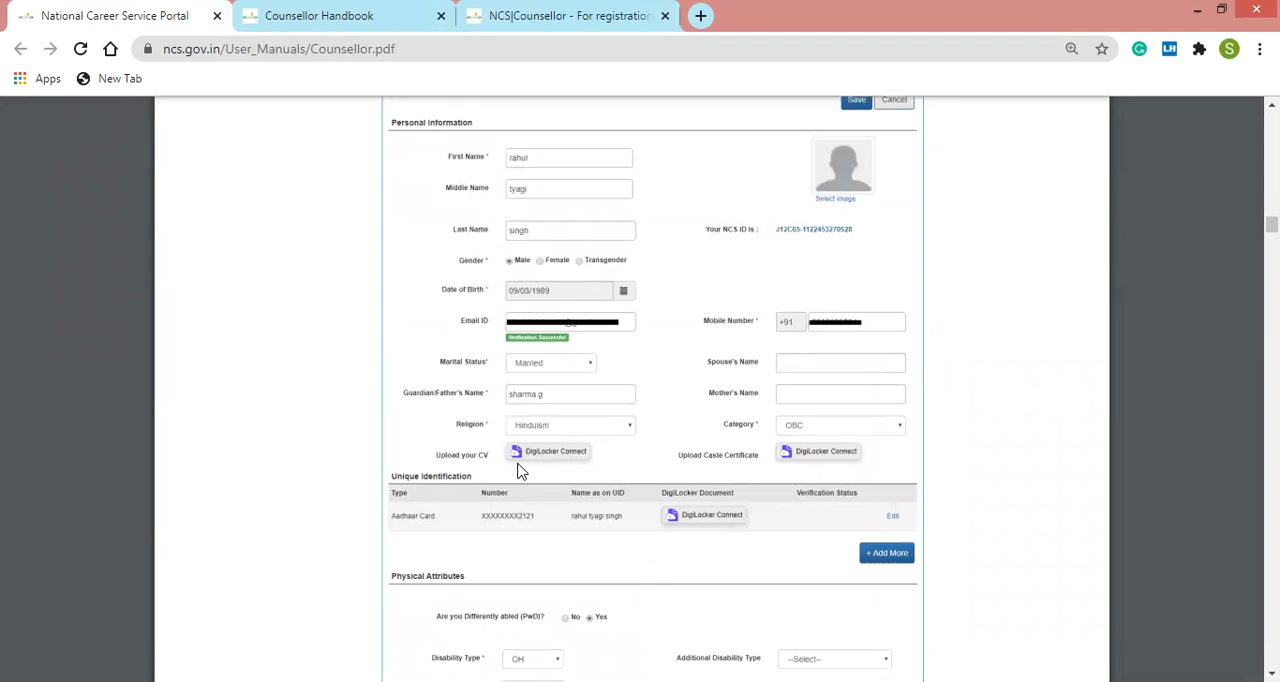 National Career Service Portal
Counsellor Handbook
NCS|Counsellor - For registratio
ncs.gov.in/User_Manuals/Counsellor.pdf
LH
S
Apps
New Tab
Save
Cancel
Personal Information
First Name *
rahul
Middle Name
tyagi
Select image
Last Name
singh
Your NCS ID is :
J12C65-1122453270528
Gender *
Male
Female
Transgender
Date of Birth *
09/03/1989
Email ID
Verification Successful
Mobile Number *
+91
Marital Status*
Married
Spouse's Name
Guardian/Father's Name *
sharma g
Mother's Name
Religion *
Hinduism
Category *
OBC
Upload your CV
DigiLocker Connect
Upload Caste Certificate
DigiLocker Connect
Unique Identification
Type
Number
Name as on UID
DigiLocker Document
Verification Status
Aadhaar Card
XXXXXXXX2121
rahul tyagi singh
DigiLocker Connect
Edit
+ Add More
Physical Attributes
Are you Differently abled (PwD)?
No
Yes
Disability Type *
OH
Additional Disability Type
--Select--